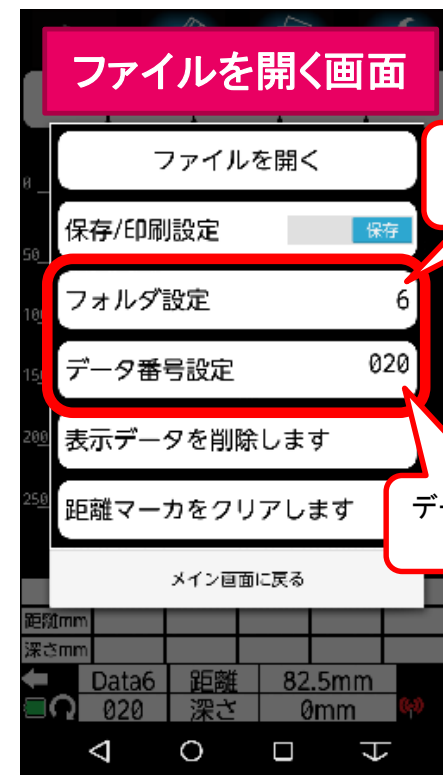 ファイルを開く画面
ファイルを開く
0
保存/印刷設定
保存
50
フォルダ設定
6
100
データ番号設定
020
150
200
表示データを削除します
250
距離マーカをクリアします
デー
メイン画面に戻る
距離mm
深さmm
Data6 距離 82.5mm
020 深さ 0mm